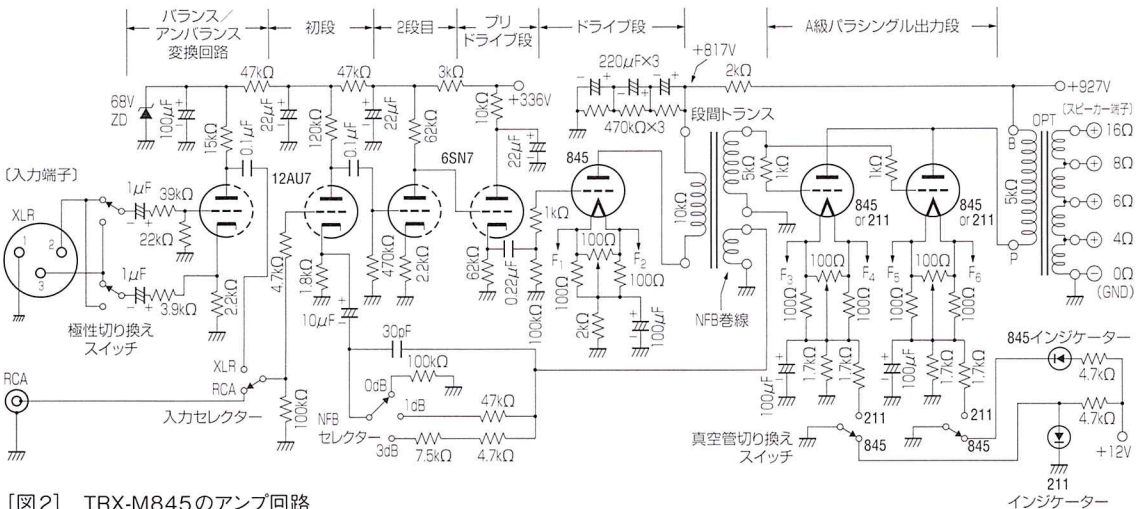 バランス／
アンバランス
変換回路
初段
2段目
プリ
ドライブ段
ドライブ段
A級パラシングル出力段
47kΩ
47kΩ
3kΩ
+336V
220μF×3
+817V
2kΩ
+927V
68V
ZD
100μF
15kΩ
0.1μF
22μF
120kΩ
0.1μF
22μF
62kΩ
10kΩ
22μF
470kΩ×3
段間トランス
OPT
〔スピーカー端子〕
16Ω
8Ω
6Ω
4Ω
0Ω
(GND)
B
5kΩ
P
〔入力端子〕
XLR
1
2
3
1μF
39kΩ
22kΩ
1μF
3.9kΩ
2.2kΩ
12AU7
6SN7
845
1kΩ
10kΩ
5kΩ
1kΩ
1kΩ
845
or 211
845
or 211
4.7kΩ
1.8kΩ
10μF
470kΩ
2.2kΩ
62kΩ
0.22μF
100kΩ
F1
100Ω
F2
100Ω
100Ω
2kΩ
100μF
NFB巻線
F3
100Ω
F4
100Ω
100Ω
F5
100Ω
F6
100Ω
100Ω
極性切り換え
スイッチ
30pF
100kΩ
0dB
1dB
3dB
NFB
セレクター
47kΩ
7.5kΩ
4.7kΩ
XLR
RCA
入力セレクター
100kΩ
RCA
100μF
1.7kΩ
1.7kΩ
100μF
1.7kΩ
1.7kΩ
211
845
211
845
真空管切り換え
スイッチ
845インジケーター
4.7kΩ
4.7kΩ
+12V
211
インジケーター
［図2］ TRX-M845のアンプ回路